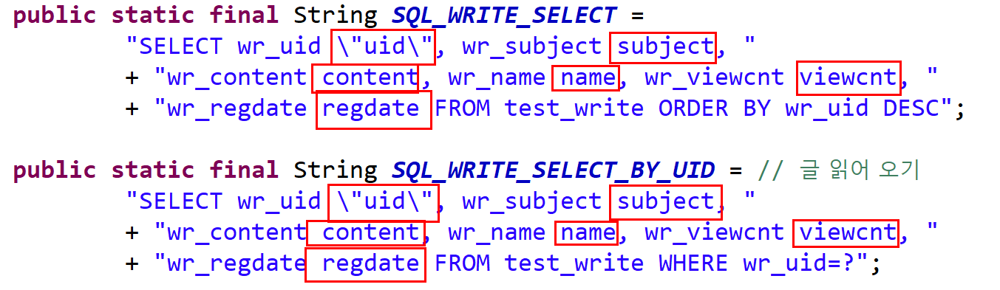 public static final String SQL_WRITE_SELECT =
"SELECT wr_uid \"uid\", wr_subject subject, "
+ "wr_content content, wr_name name, wr_viewcnt viewcnt, "
+ "wr_regdate regdate FROM test_write ORDER BY wr_uid DESC";
public static final String SQL_WRITE_SELECT_BY_UID = // 글 읽어 오기
"SELECT wr_uid \"uid\", wr_subject subject, "
+ "wr_content content, wr_name name, wr_viewcnt viewcnt, "
+ "wr_regdate regdate FROM test_write WHERE wr_uid=?";